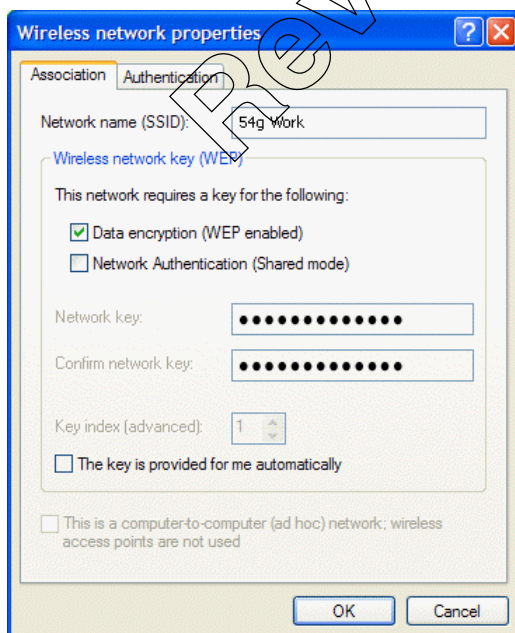 Wireless network properties
Association
Authentication
Network name (SSID):
54g Work
Wireless network key (WEP)
This network requires a key for the following:
Data encryption (WEP enabled)
Network Authentication (Shared mode)
Network key:
●●●●●●●●●●●●●
Confirm network key:
●●●●●●●●●●●●●
Key index (advanced):
1
The key is provided for me automatically
This is a computer-to-computer (ad hoc) network; wireless
access points are not used
OK
Cancel
Rev